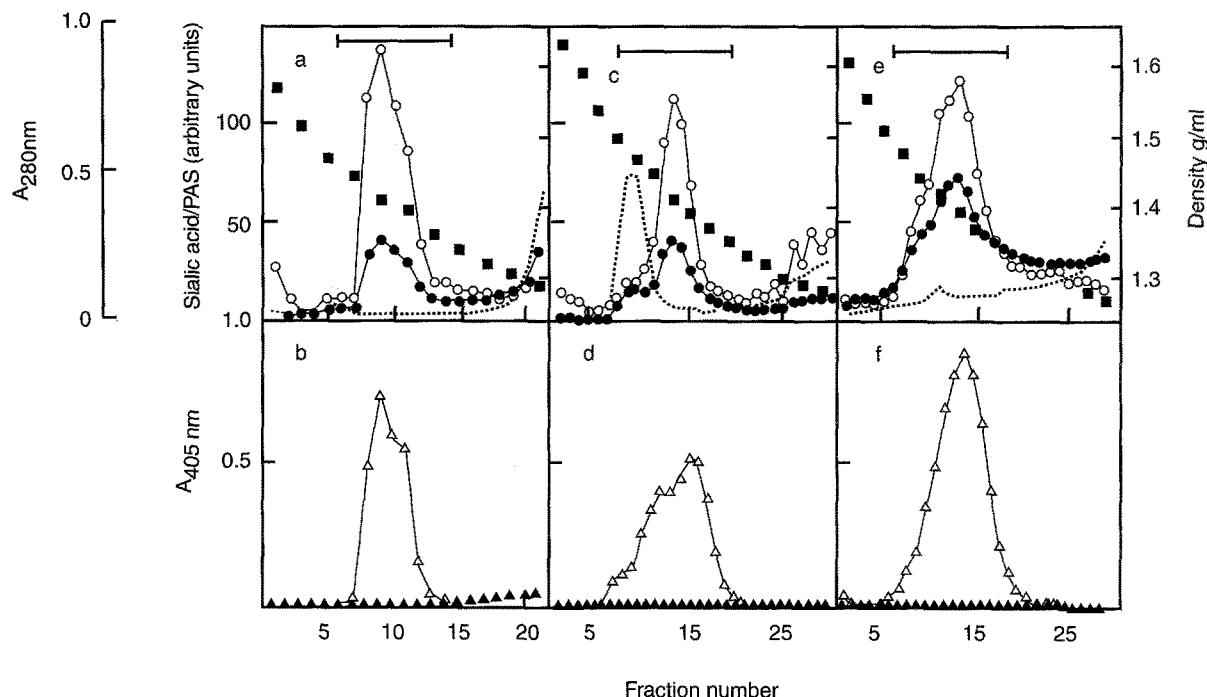 1.0
0.5
0
A280nm
Sialic acid/PAS (arbitrary units)
100
50
1.0
a
c
e
1.6
1.5
1.4
1.3
Density g/ml
A405 nm
0.5
b
d
f
5 10 15 20
5 15 25
5 15 25
Fraction number